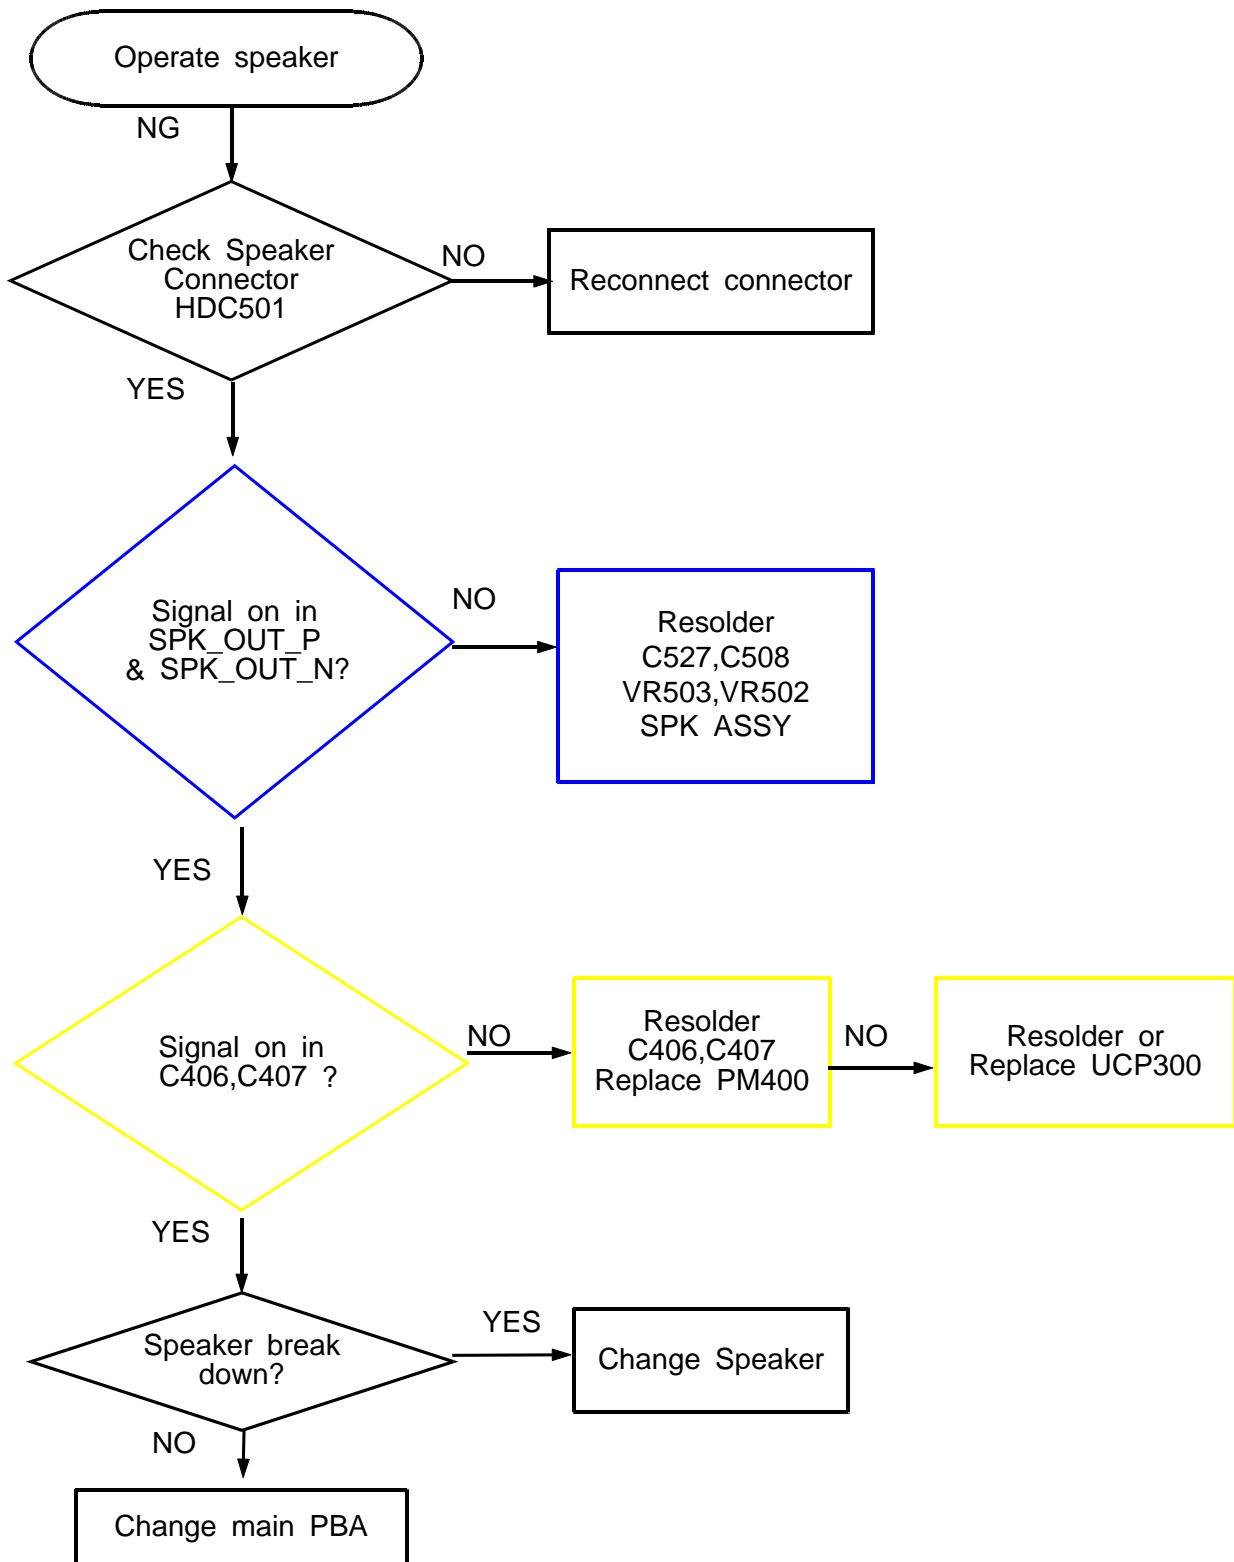 Operate speaker
NG
Check Speaker
Connector
HDC501
NO
Reconnect connector
YES
Signal on in
SPK_OUT_P
& SPK_OUT_N?
NO
Resolder
C527,C508
VR503,VR502
SPK ASSY
YES
Signal on in
C406,C407 ?
NO
Resolder
C406,C407
Replace PM400
NO
Resolder or
Replace UCP300
YES
Speaker break
down?
YES
Change Speaker
NO
Change main PBA